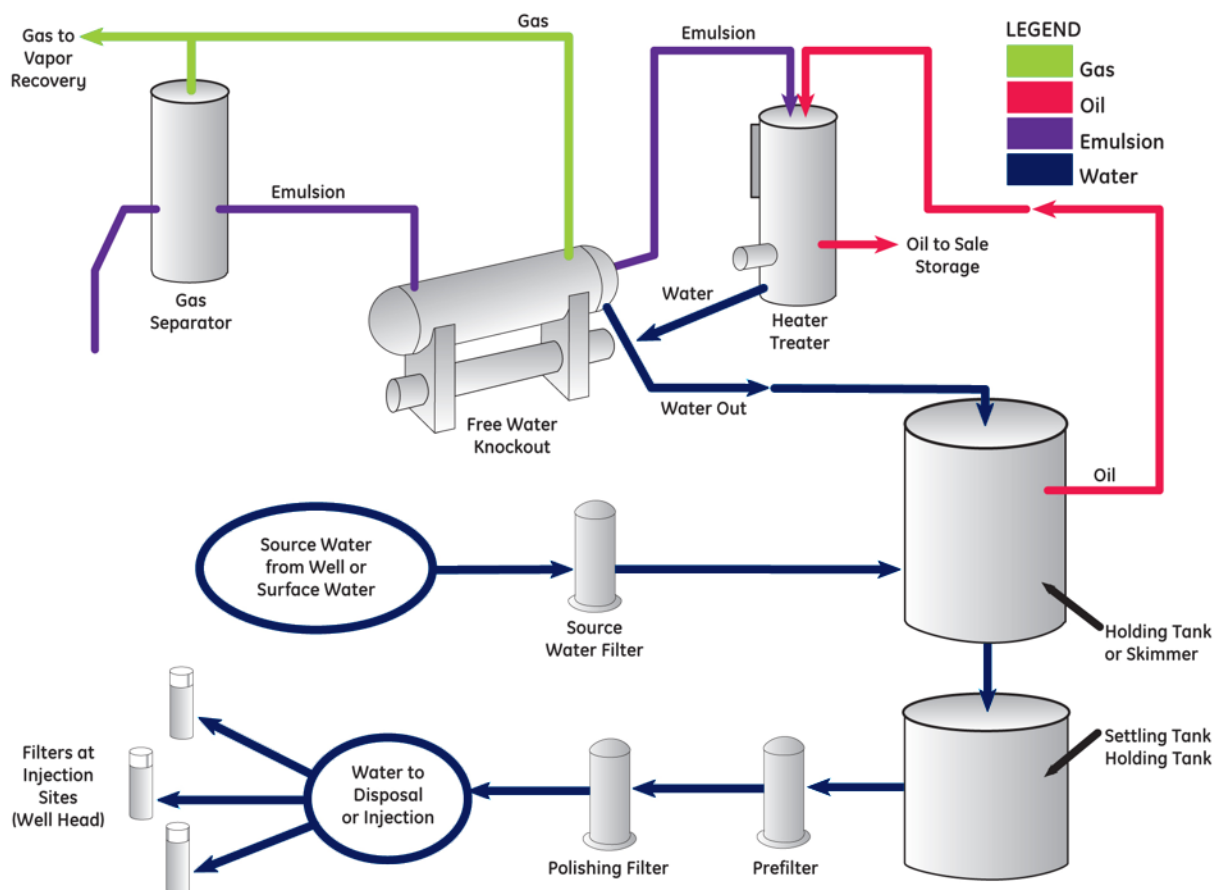 Gas to
Vapor
Recovery
Gas
Emulsion
LEGEND
Gas
Oil
Emulsion
Water
Emulsion
Gas
Separator
Water
Heater
Treater
Oil to Sale
Storage
Free Water
Knockout
Water Out
Oil
Source Water
from Well or
Surface Water
Source
Water Filter
Holding Tank
or Skimmer
Filters at
Injection
Sites
(Well Head)
Water to
Disposal
or Injection
Polishing Filter
Prefilter
Settling Tank
Holding Tank